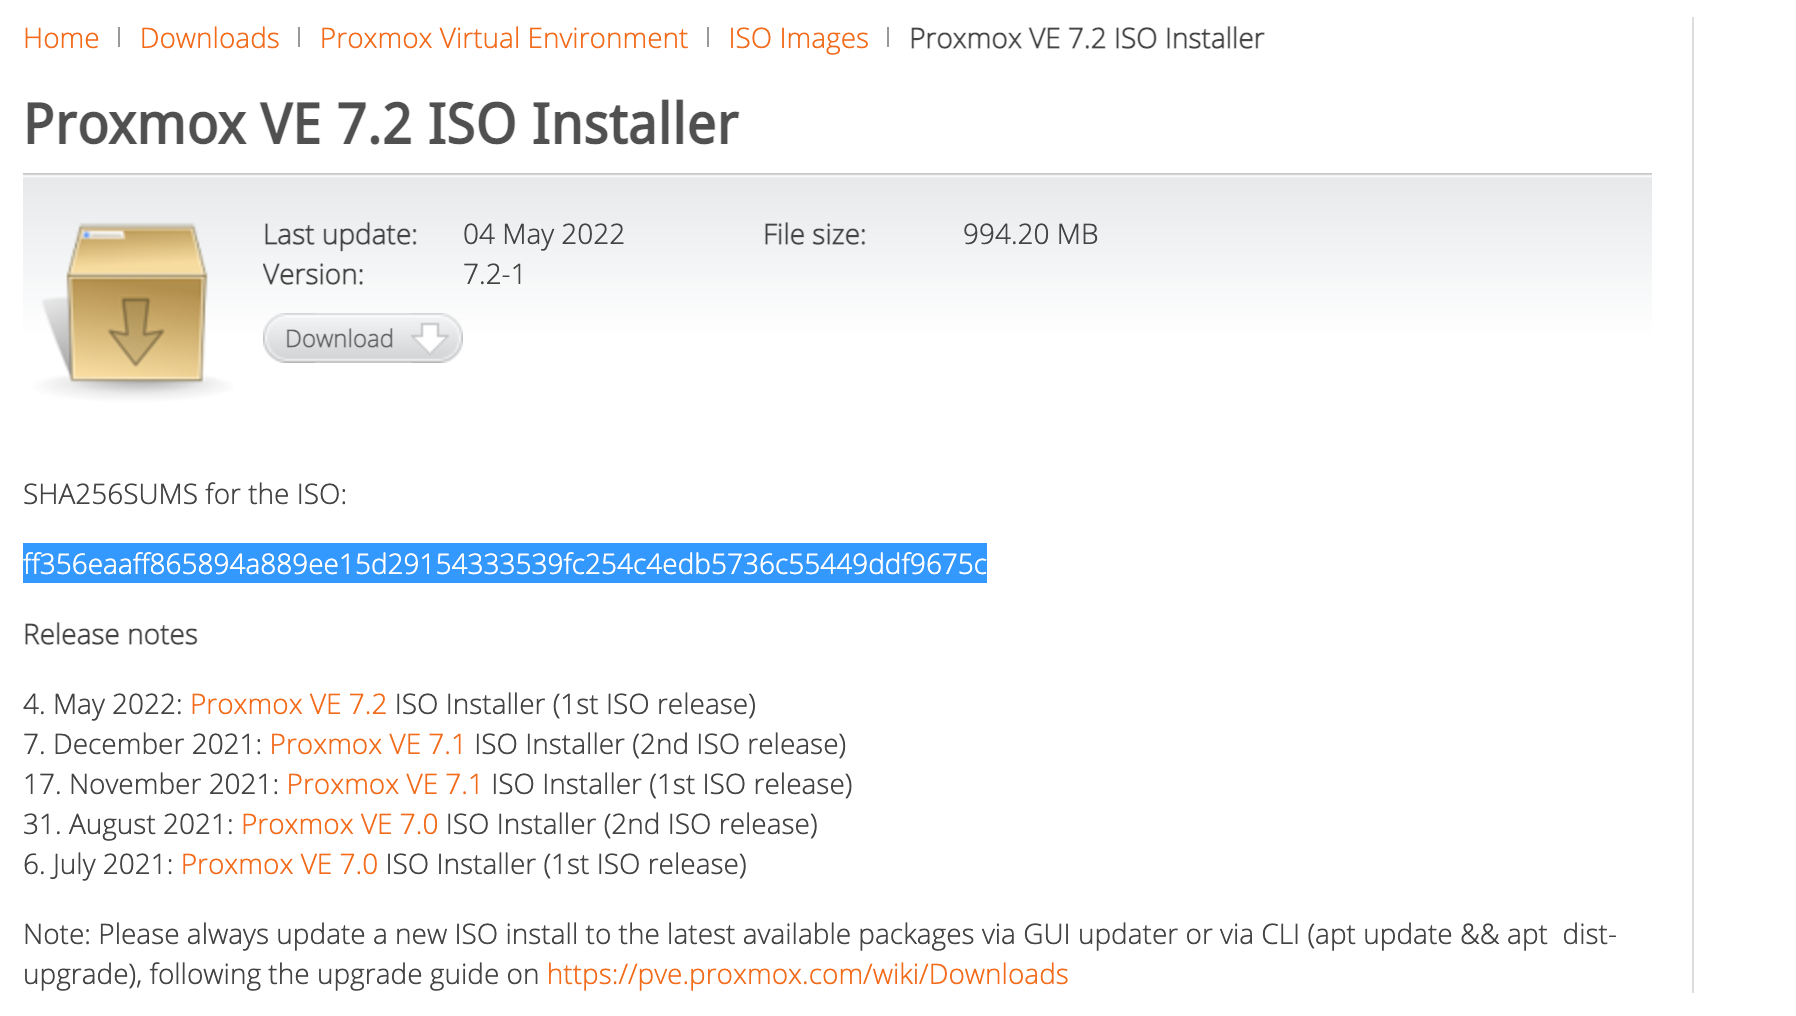 Home | Downloads | Proxmox Virtual Environment | ISO Images | Proxmox VE 7.2 ISO Installer
Proxmox VE 7.2 ISO Installer
Last update: 04 May 2022 File size: 994.20 MB
Version: 7.2-1
Download
SHA256SUMS for the ISO:
ff356eaaff865894a889ee15d29154333539fc254c4edb5736c55449ddf9675c
Release notes
4. May 2022: Proxmox VE 7.2 ISO Installer (1st ISO release)
7. December 2021: Proxmox VE 7.1 ISO Installer (2nd ISO release)
17. November 2021: Proxmox VE 7.1 ISO Installer (1st ISO release)
31. August 2021: Proxmox VE 7.0 ISO Installer (2nd ISO release)
6. July 2021: Proxmox VE 7.0 ISO Installer (1st ISO release)
Note: Please always update a new ISO install to the latest available packages via GUI updater or via CLI (apt update && apt  dist-
upgrade), following the upgrade guide on https://pve.proxmox.com/wiki/Downloads